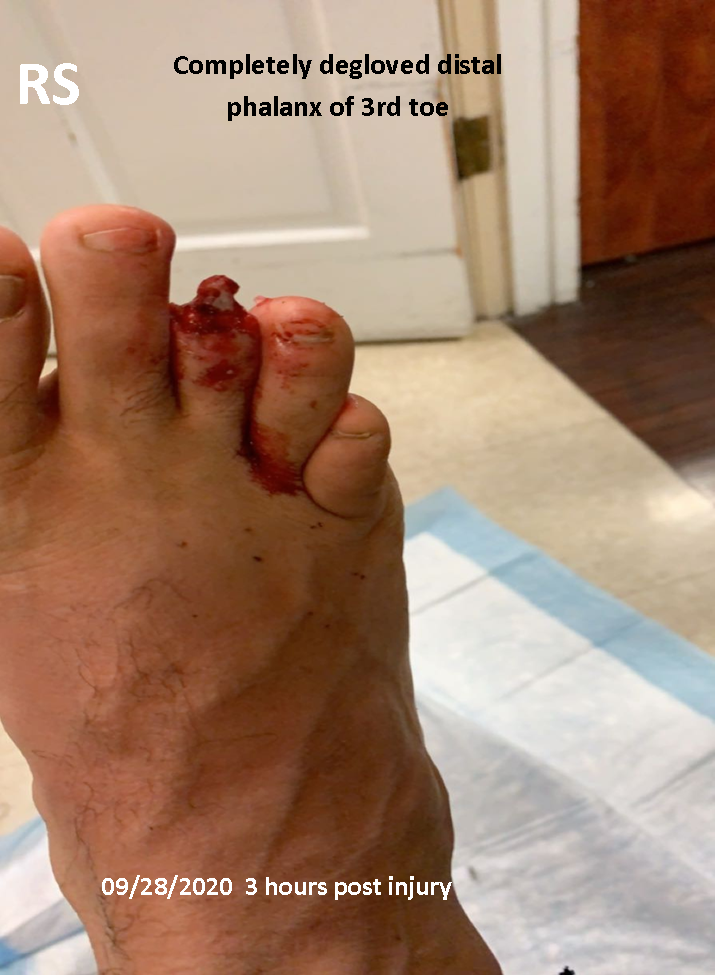 RS
Completely degloved distal
phalanx of 3rd toe
09/28/2020 3 hours post injury